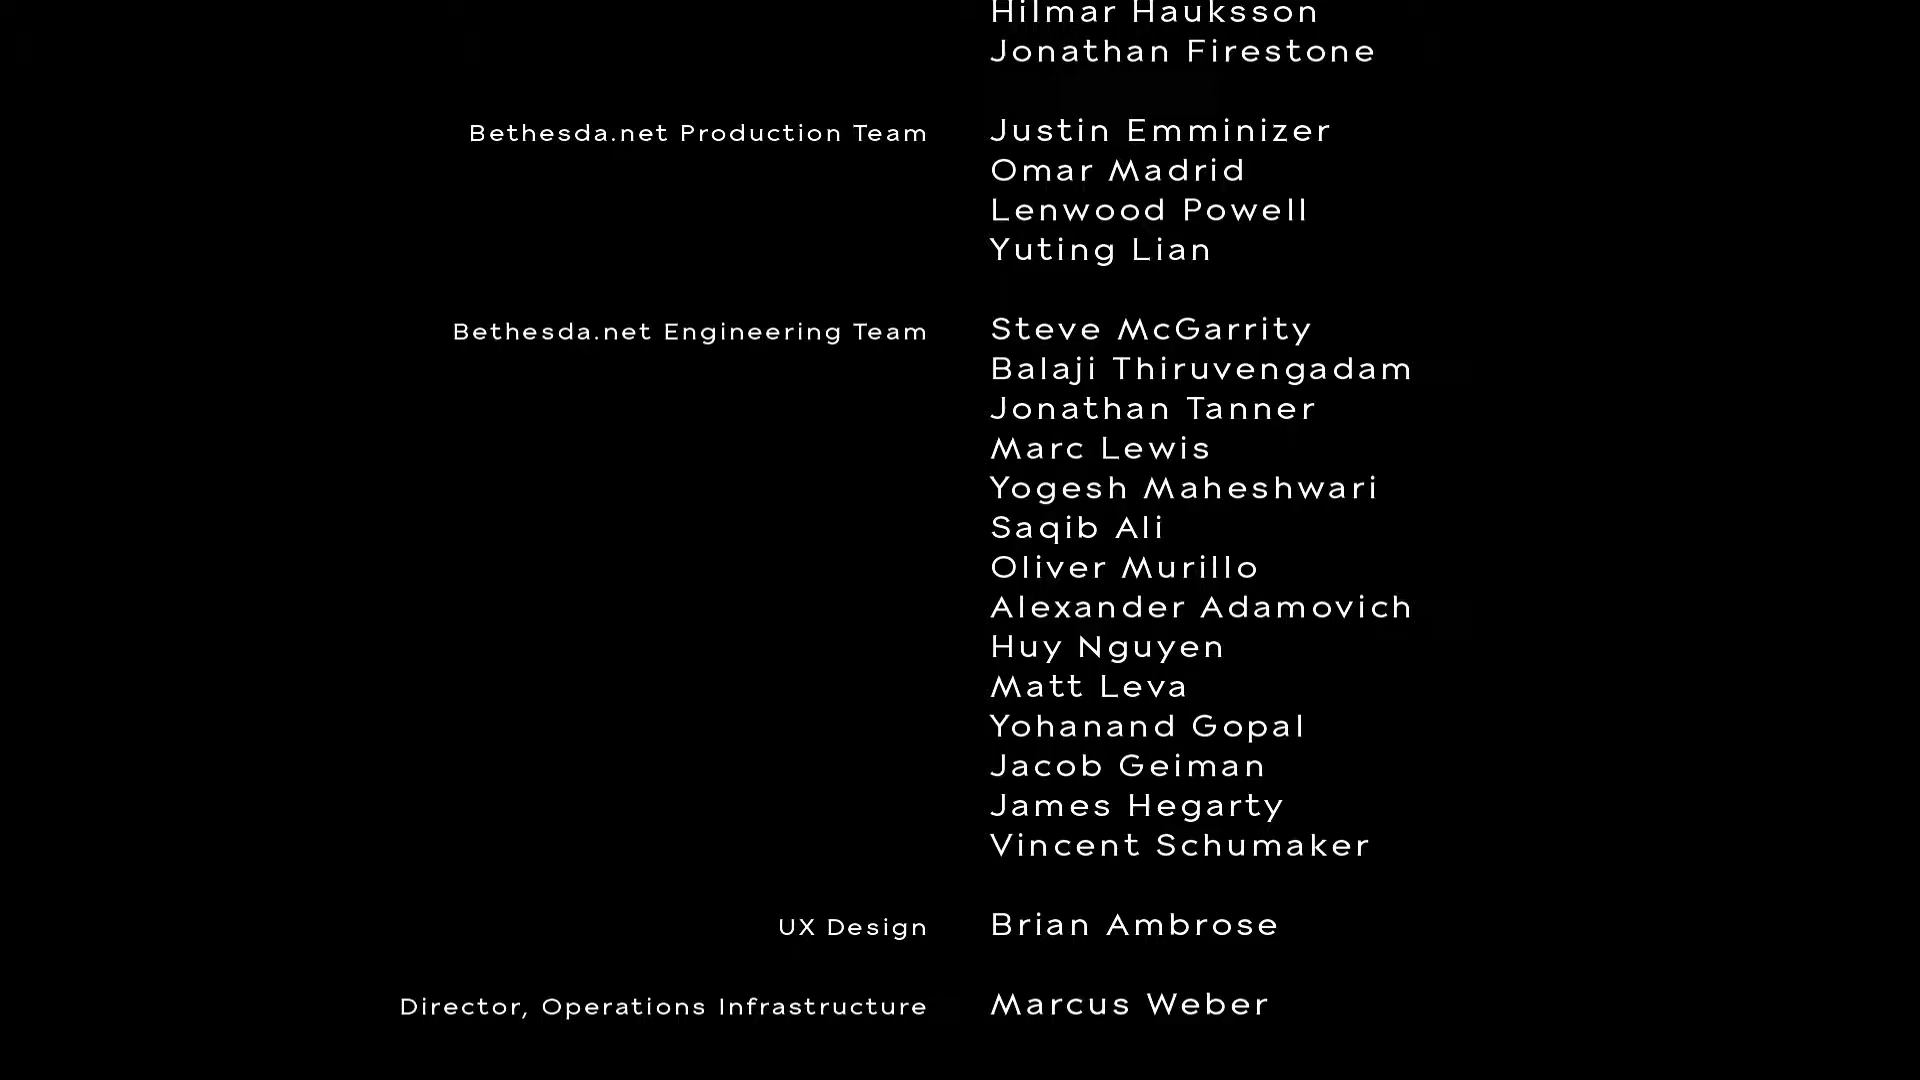 Hilmar Hauksson
Jonathan Firestone
Bethesda.net Production Team Justin Emminizer
Omar Madrid
Lenwood Powell
Yuting Lian
Bethesda.net Engineering Team Steve McGarrity
Balaji Thiruvengadam
Jonathan Tanner
Marc Lewis
Yogesh Maheshwari
Saqib Ali
Oliver Murillo
Alexander Adamovich
Huy Nguyen
Matt Leva
Yohanand Gopal
Jacob Geiman
James Hegarty
Vincent Schumaker
UX Design Brian Ambrose
Director, Operations Infrastructure Marcus Weber